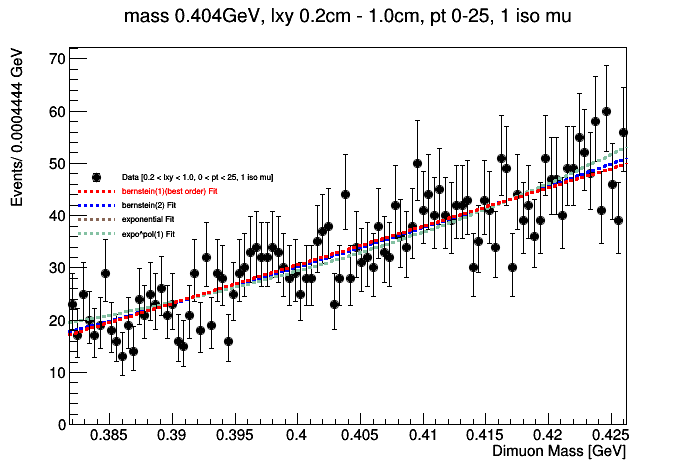 mass 0.404GeV, lxy 0.2cm - 1.0cm, pt 0-25, 1 iso mu
Events/ 0.0004444 GeV
70
60
50
40
30
20
10
0
Data [0.2 < lxy < 1.0, 0 < pt < 25, 1 iso mu]
bernstein(1)(best order) Fit
bernstein(2) Fit
exponential Fit
expo*pol(1) Fit
0.385 0.39 0.395 0.4 0.405 0.41 0.415 0.42 0.425
Dimuon Mass [GeV]